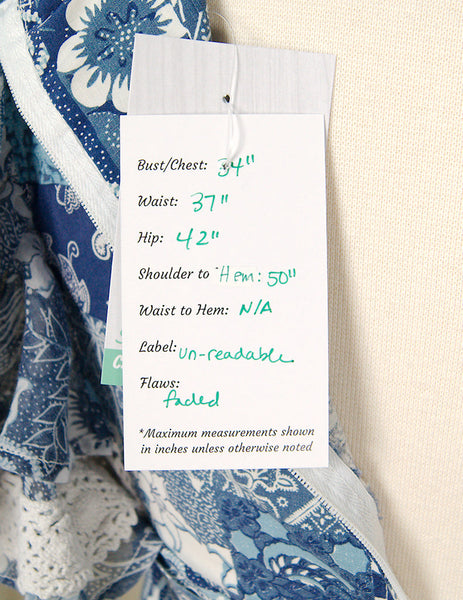 Bust/Chest: 34"
Waist: 37"
Hip: 42"
Shoulder to Hem: 50"
Waist to Hem: N/A
Label: un-readable
Flaws:
faded
*Maximum measurements shown
in inches unless otherwise noted